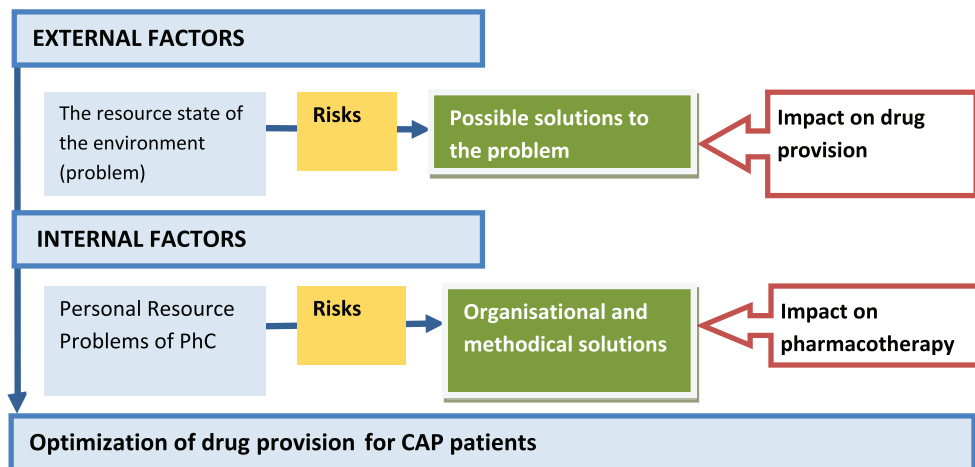 EXTERNAL FACTORS
The resource state of
the environment
(problem)
Risks
Possible solutions to
the problem
Impact on drug
provision
INTERNAL FACTORS
Personal Resource
Problems of PhC
Risks
Organisational and
methodical solutions
Impact on
pharmacotherapy
Optimization of drug provision for CAP patients